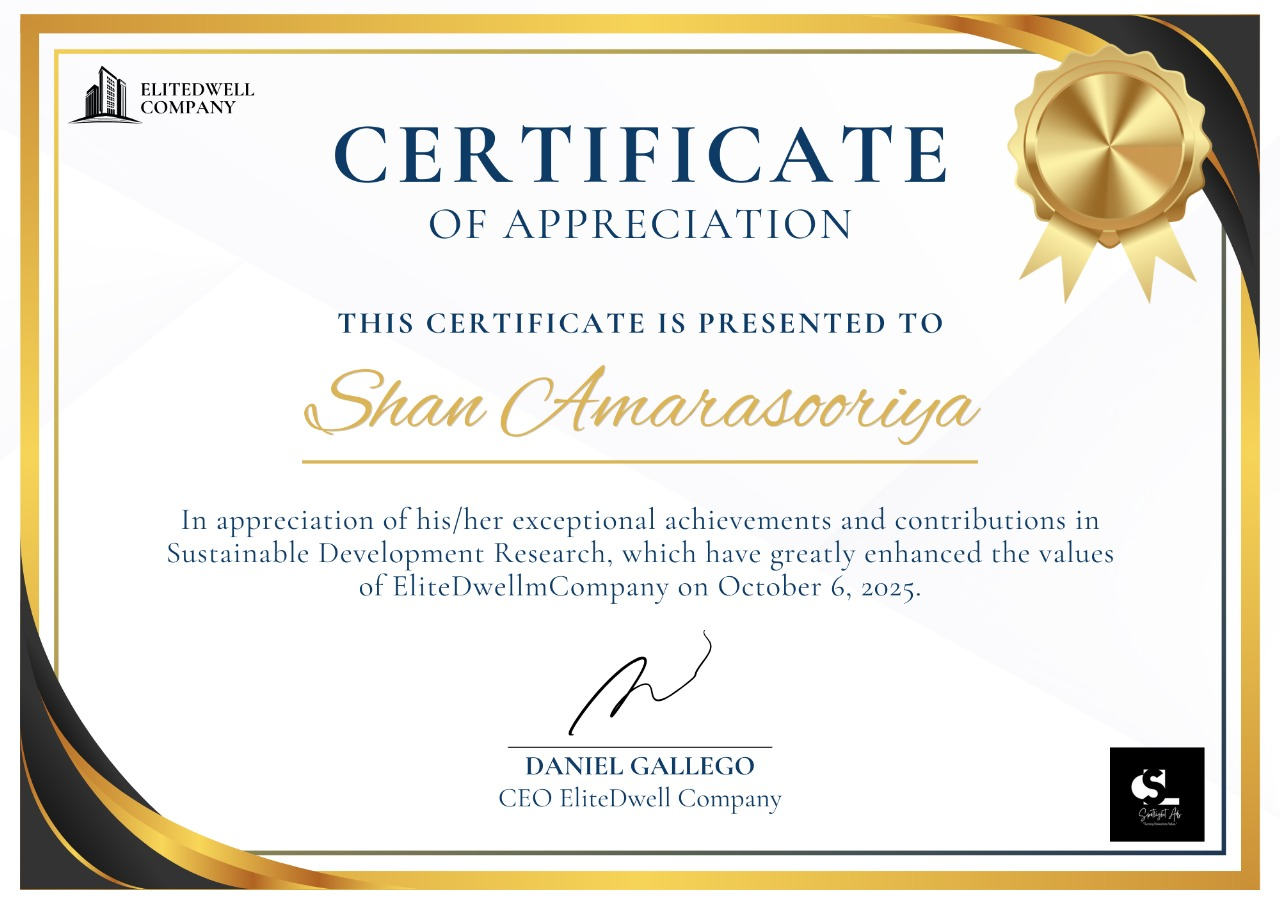 ELITEDWELL
COMPANY
CERTIFICATE
OF APPRECIATION
THIS CERTIFICATE IS PRESENTED TO
Shan Amarasooriya
In appreciation of his/her exceptional achievements and contributions in
Sustainable Development Research, which have greatly enhanced the values
of EliteDwellmCompany on October 6, 2025.
DANIEL GALLEGO
CEO EliteDwell Company
SL
Spotlight Ads